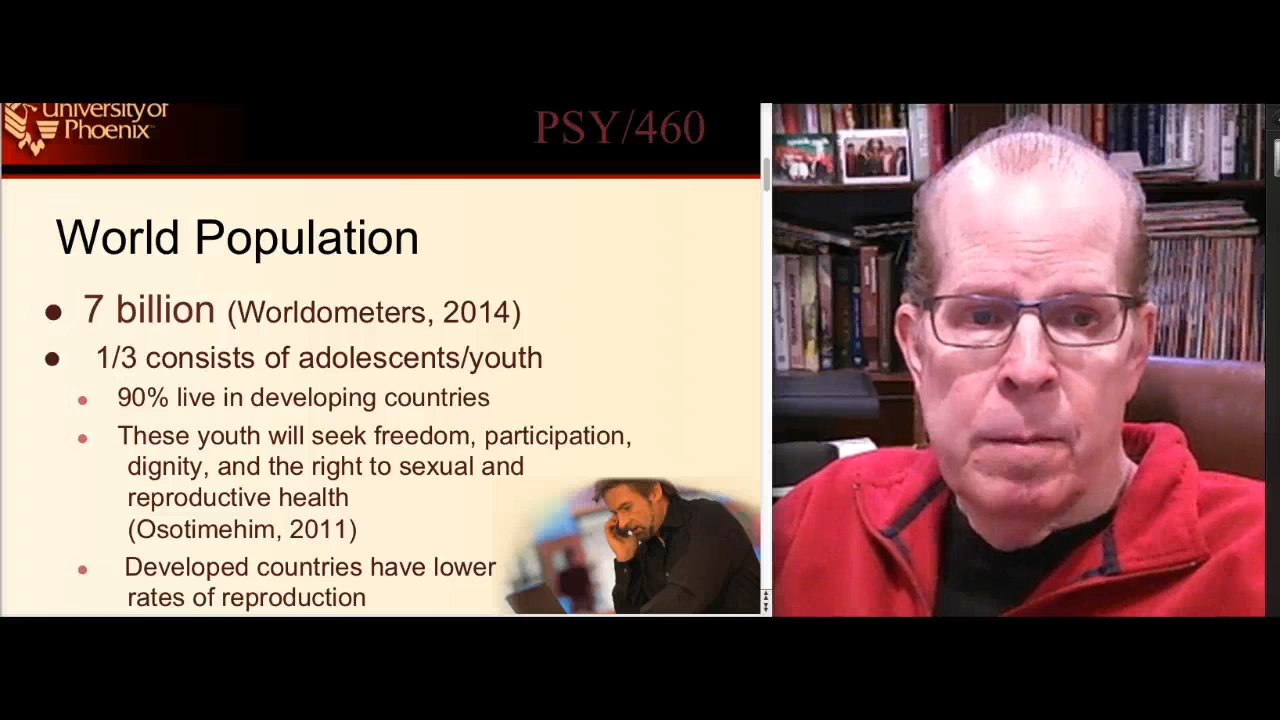 University of
Phoenix
PSY/460
World Population
● 7 billion (Worldometers, 2014)
● 1/3 consists of adolescents/youth
● 90% live in developing countries
● These youth will seek freedom, participation,
dignity, and the right to sexual and
reproductive health
(Osotimehim, 2011)
● Developed countries have lower
rates of reproduction